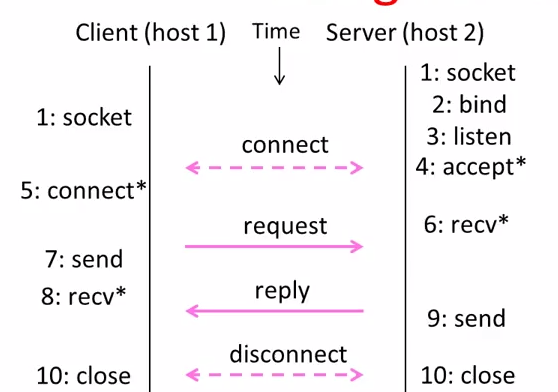 Client (host 1) Time Server (host 2)
1: socket
2: bind
1: socket
3: listen
connect
4: accept*
5: connect*
request
6: recv*
7: send
8: recv*
reply
9: send
disconnect
10: close
10: close